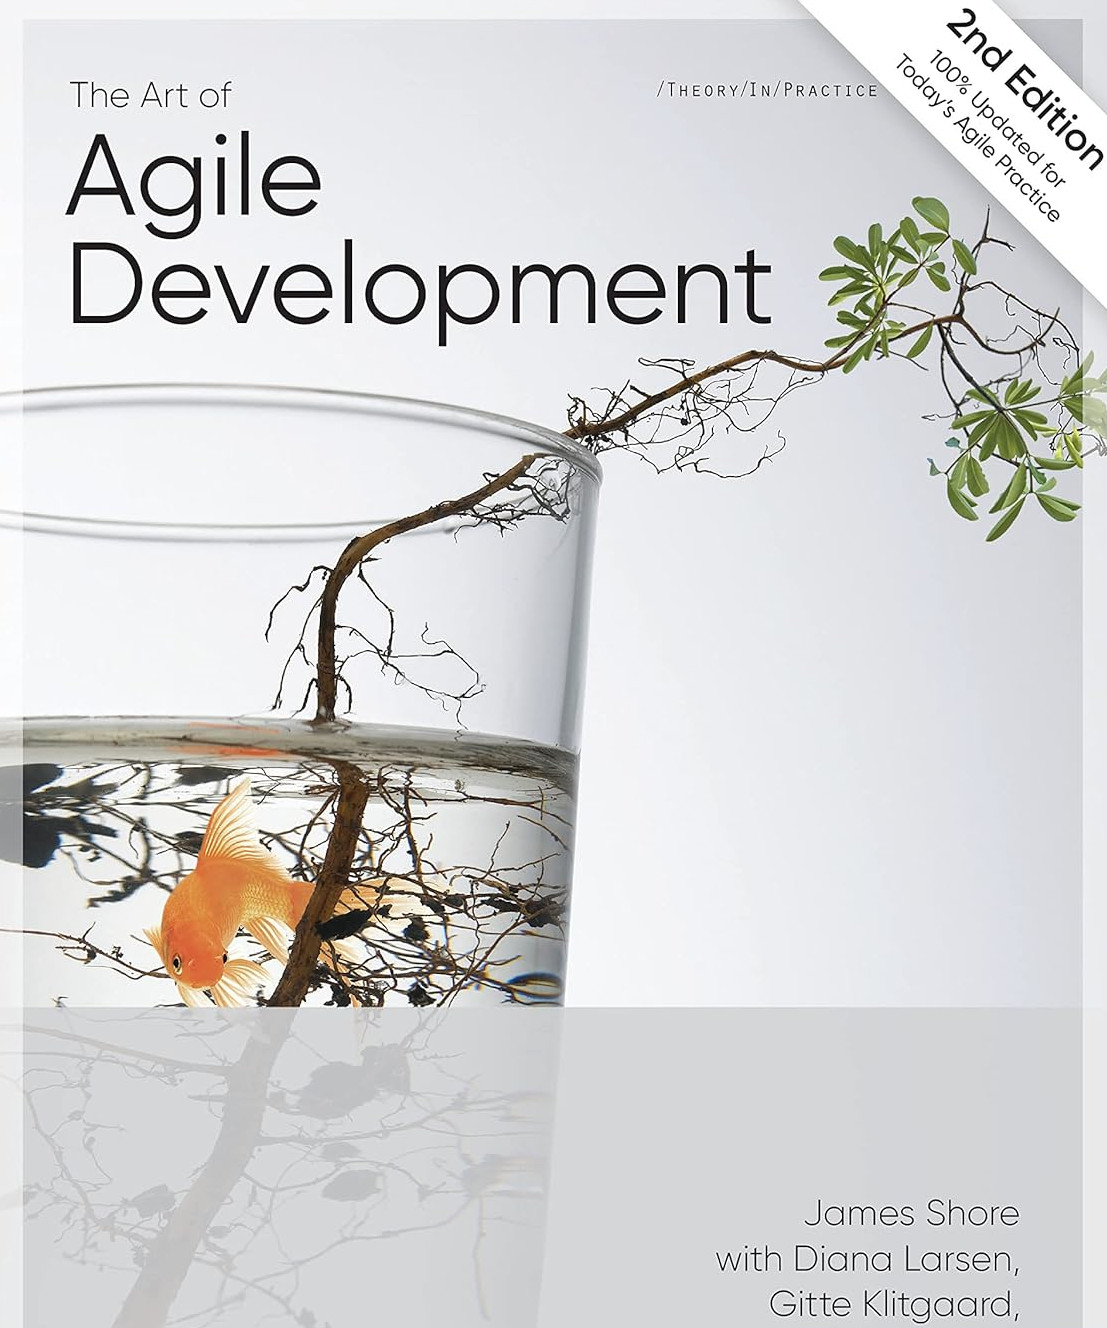 The Art of
Agile
Development
/THEORY/IN/PRACTICE
2nd Edition
100% Updated for
Today's Agile Practice
James Shore
with Diana Larsen,
Gitte Klitgaard,